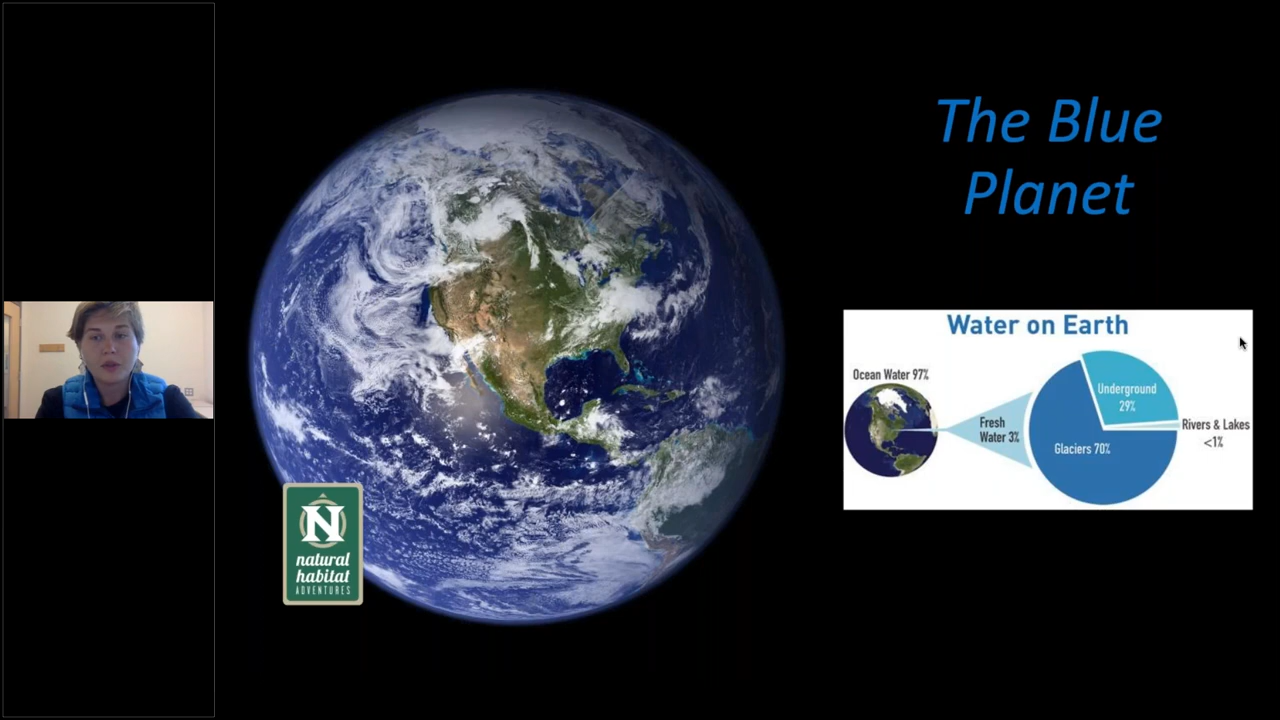 The Blue
Planet
Water on Earth
Ocean Water 97%
Fresh
Water 3%
Underground
29%
Rivers & Lakes
<1%
Glaciers 70%
N
natural
habitat
ADVENTURES